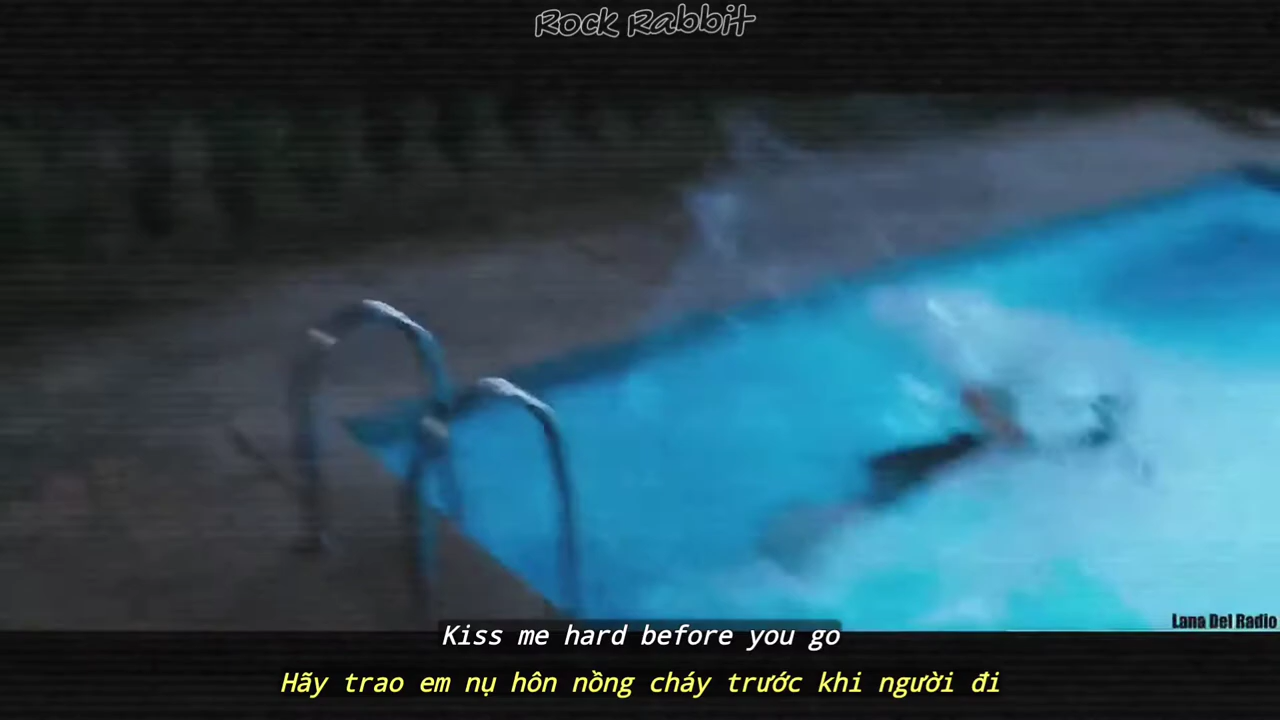 Rock Rabbit
Lana Del Radio
Kiss me hard before you go
Hãy trao em nụ hôn nồng cháy trước khi người đi